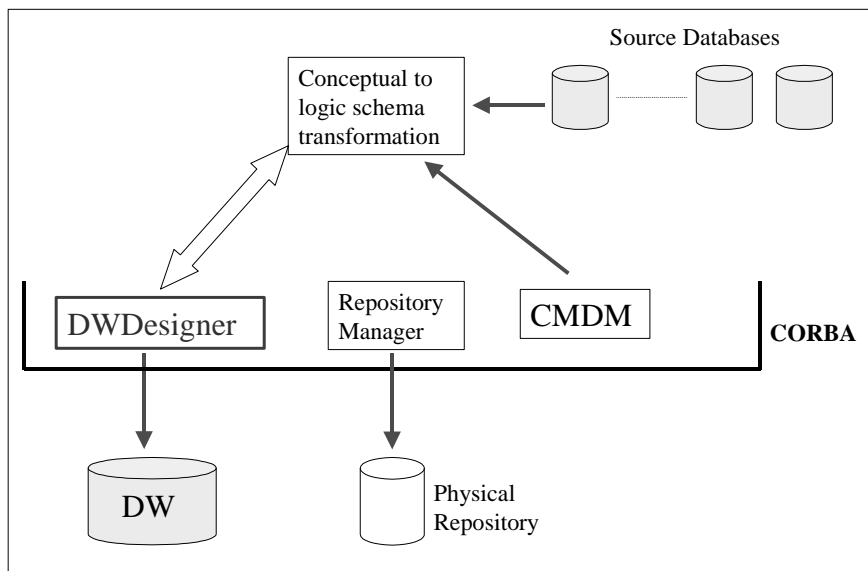 Source Databases
Conceptual to
logic schema
transformation
DWDesigner
Repository
Manager
CMDM
CORBA
DW
Physical
Repository